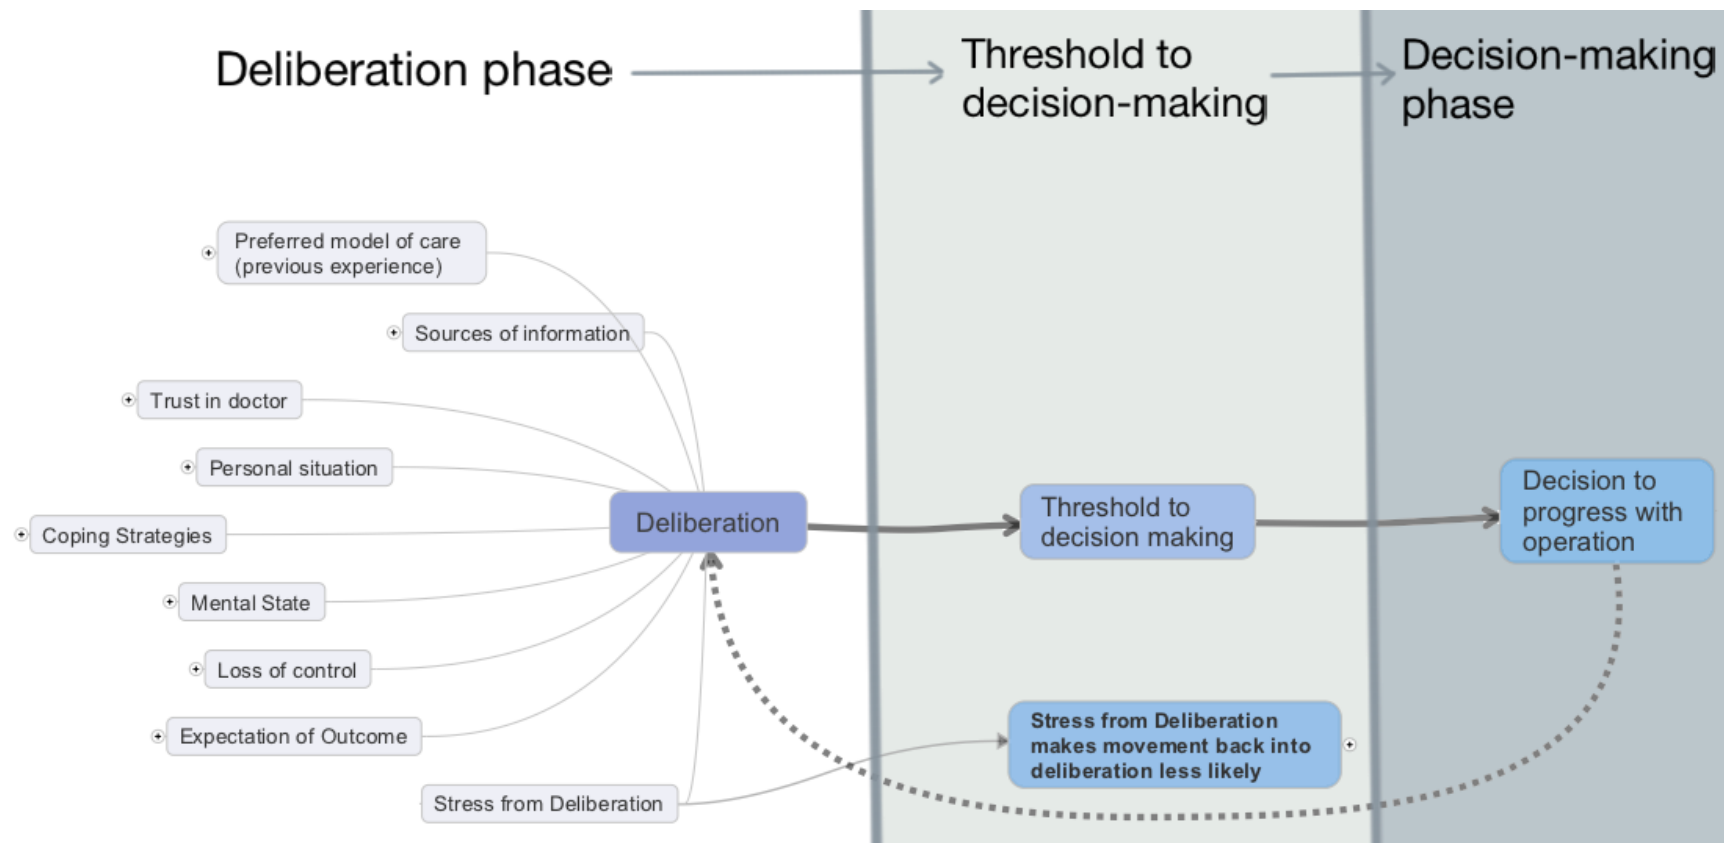 Deliberation phase
Threshold to
decision-making
Decision-making
phase
Preferred model of care
(previous experience)
Sources of information
Trust in doctor
Personal situation
Coping Strategies
Mental State
Loss of control
Expectation of Outcome
Stress from Deliberation
Deliberation
Threshold to
decision making
Stress from Deliberation
makes movement back into
deliberation less likely
Decision to
progress with
operation